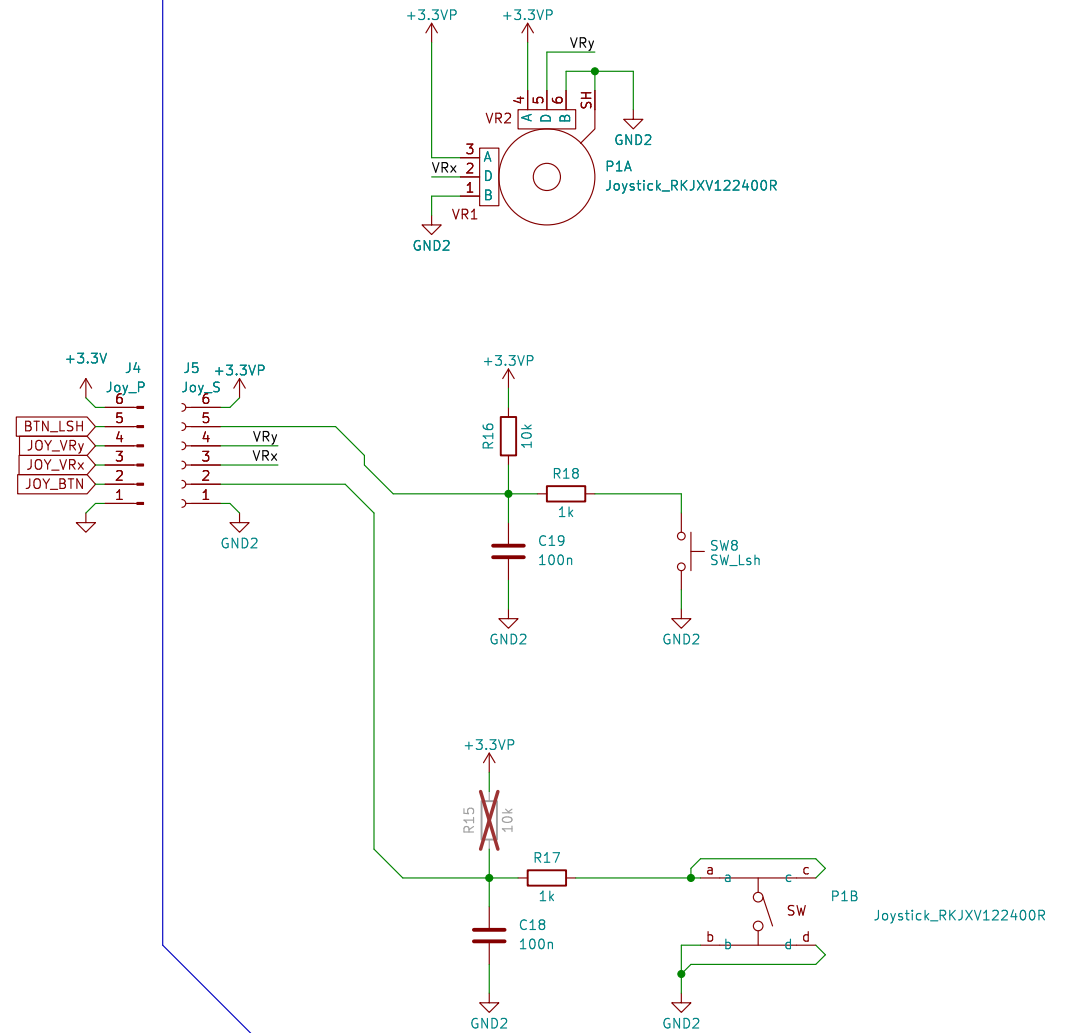 +3.3VP
+3.3VP
VRy
4
5
6
SH
VR2
A
D
B
GND2
3
A
VRx
2
D
1
B
VR1
GND2
P1A
Joystick_RKJXV122400R
+3.3V
J4
Joy_P
J5
Joy_S
+3.3VP
6
6
BTN_LSH
5
5
JOY_VRy
4
4
VRy
JOY_VRx
3
3
VRx
JOY_BTN
2
2
1
1
GND2
+3.3VP
R16
10k
R18
1k
C19
100n
SW8
SW_Lsh
GND2
GND2
+3.3VP
R15
10k
R17
1k
C18
100n
a
a
c
c
P1B
SW
Joystick_RKJXV122400R
b
b
d
d
GND2
GND2